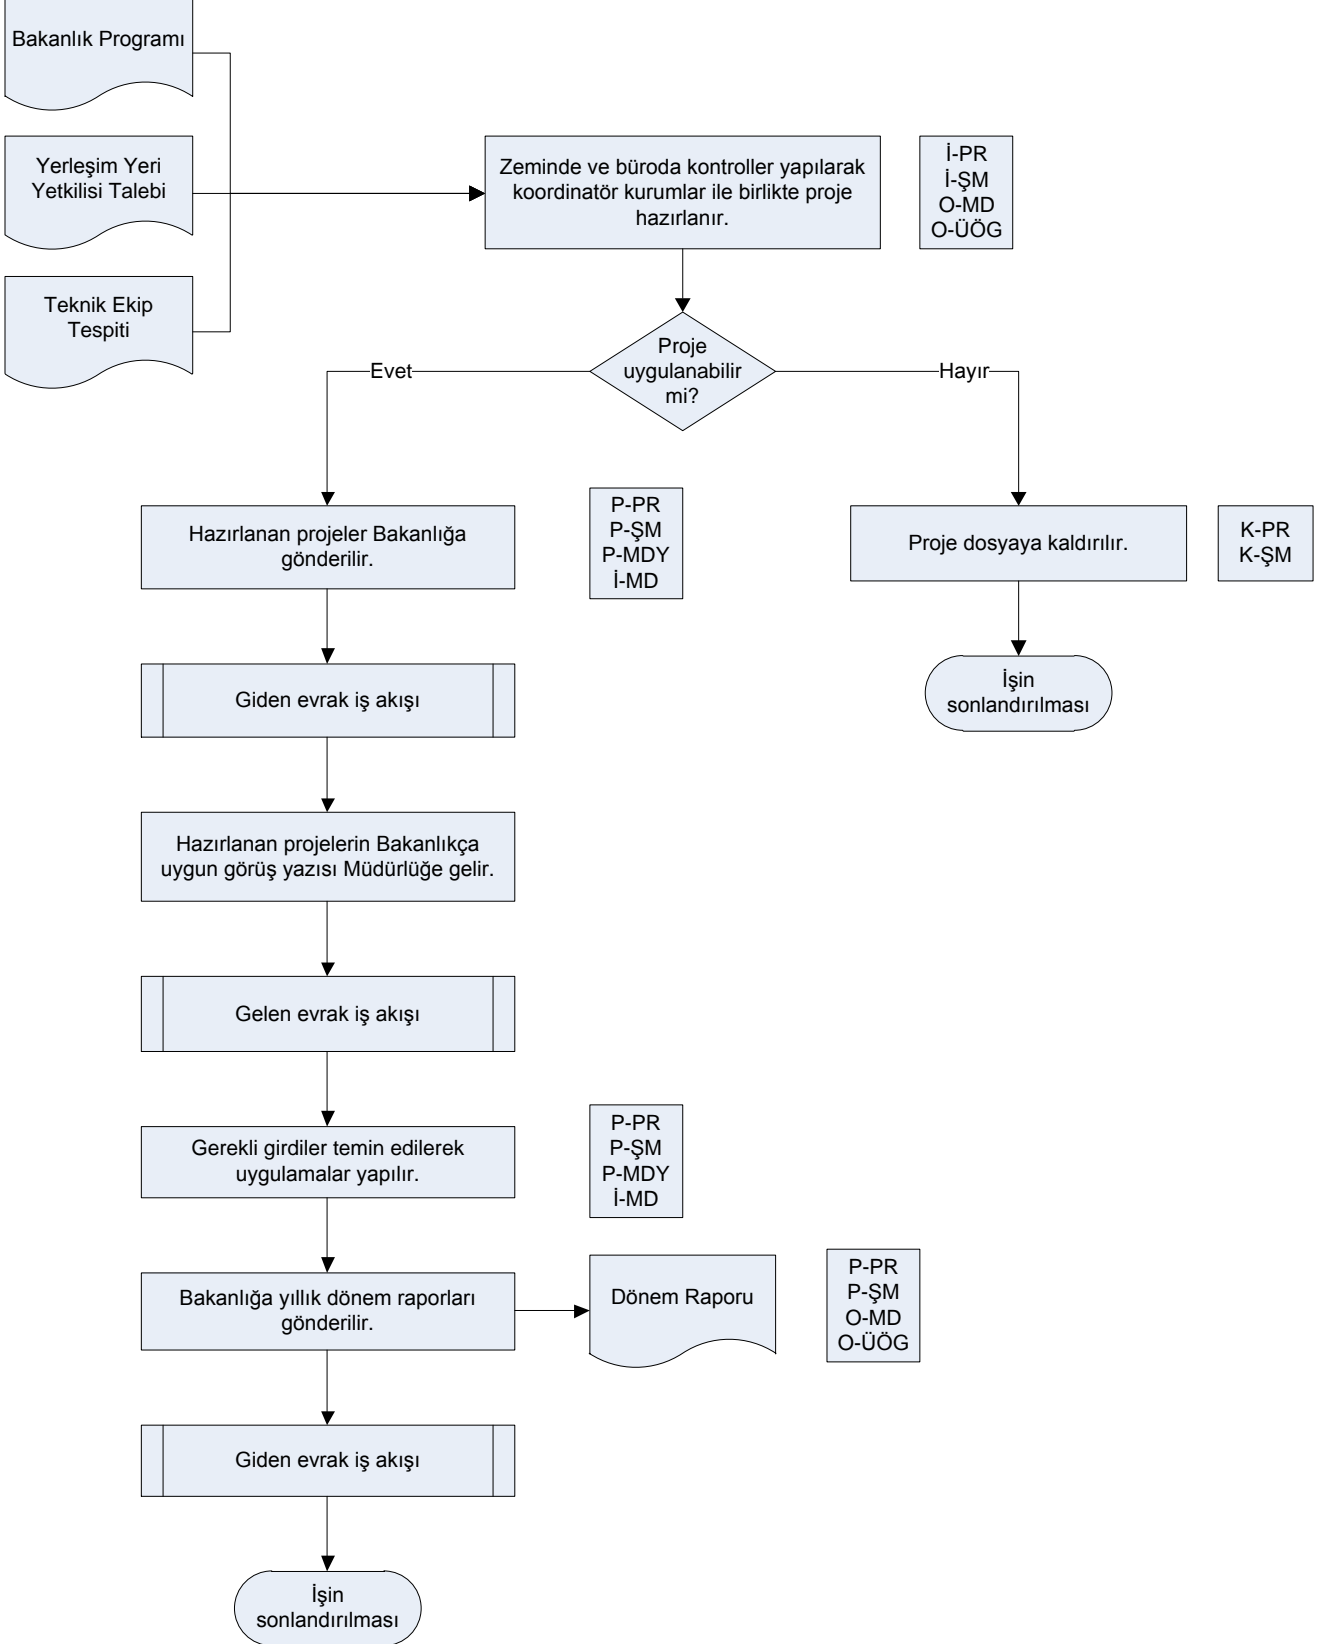 Bakanlık Programı
Yerleşim Yeri
Yetkilisi Talebi
Zeminde ve büroda kontroller yapılarak
koordinatör kurumlar ile birlikte proje
hazırlanır.
İ-PR
İ-ŞM
O-MD
O-ÜÖG
Teknik Ekip
Tespiti
Proje
uygulanabilir
mi?
Evet
Hayır
Hazırlanan projeler Bakanlığa
gönderilir.
P-PR
P-ŞM
P-MDY
İ-MD
Proje dosyaya kaldırılır.
K-PR
K-ŞM
Giden evrak iş akışı
İşin
sonlandırılması
Hazırlanan projelerin Bakanlıkça
uygun görüş yazısı Müdürlüğe gelir.
Gelen evrak iş akışı
Gerekli girdiler temin edilerek
uygulamalar yapılır.
P-PR
P-ŞM
P-MDY
İ-MD
Bakanlığa yıllık dönem raporları
gönderilir.
Dönem Raporu
P-PR
P-ŞM
O-MD
O-ÜÖG
Giden evrak iş akışı
İşin
sonlandırılması